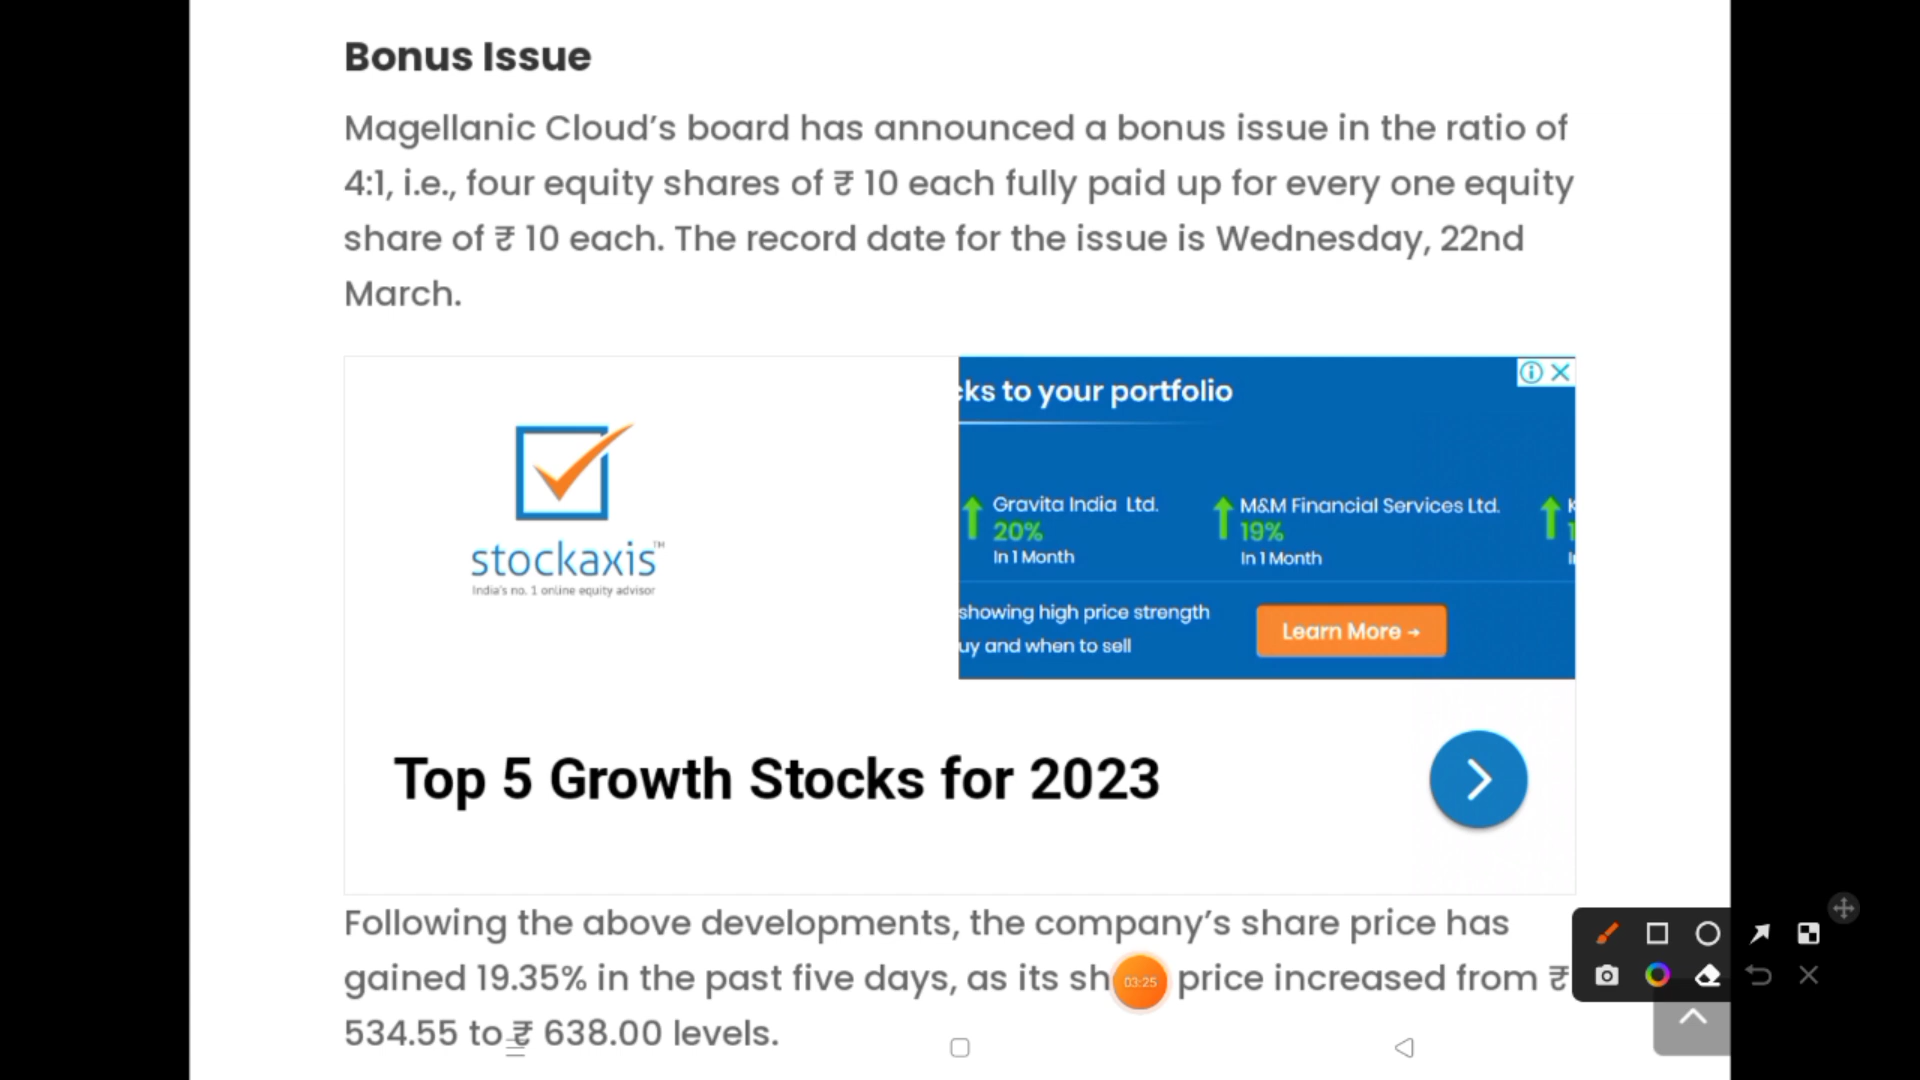 Bonus Issue
Magellanic Cloud's board has announced a bonus issue in the ratio of
4:1, i.e., four equity shares of ₹ 10 each fully paid up for every one equity
share of ₹ 10 each. The record date for the issue is Wednesday, 22nd
March.
cks to your portfolio
Gravita India Ltd.
20%
In 1 Month
M&M Financial Services Ltd.
19%
In 1 Month
stockaxis™
India's no. 1 online equity advisor
showing high price strength
uy and when to sell
Learn More →
Top 5 Growth Stocks for 2023
Following the above developments, the company's share price has
gained 19.35% in the past five days, as its sh price increased from ₹
03:25
534.55 to ₹ 638.00 levels.